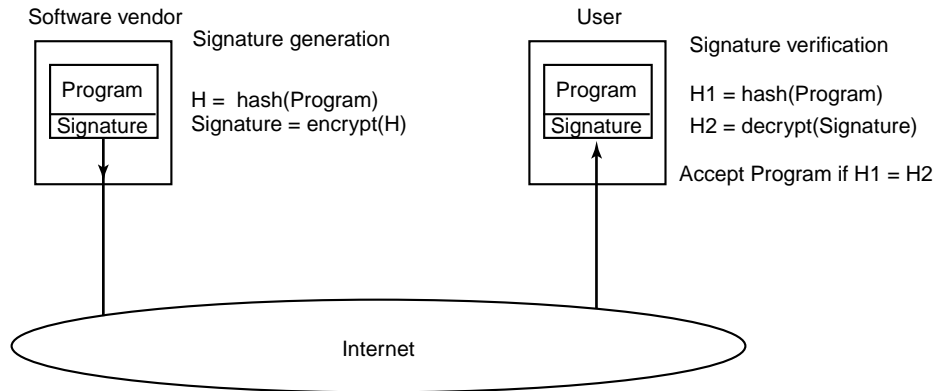 Software vendor
Signature generation
Program
Signature
H = hash(Program)
Signature = encrypt(H)
User
Signature verification
Program
Signature
H1 = hash(Program)
H2 = decrypt(Signature)
Accept Program if H1 = H2
Internet